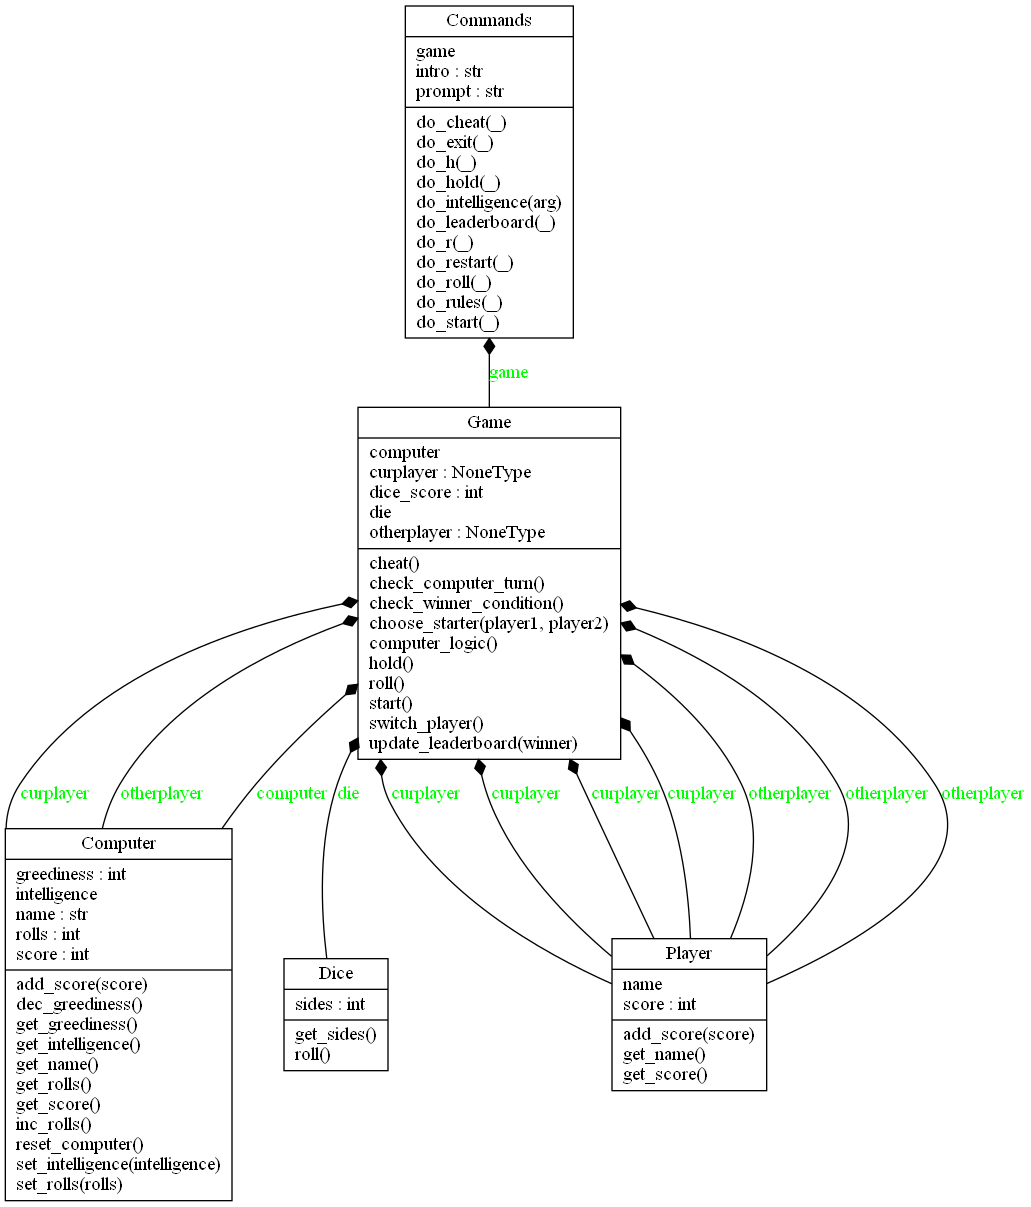 Commands
game
intro : str
prompt : str
do_cheat(_)
do_exit(_)
do_h(_)
do_hold(_)
do_intelligence(arg)
do_leaderboard(_)
do_r(_)
do_restart(_)
do_roll(_)
do_rules(_)
do_start(_)
game
Game
computer
curplayer : NoneType
dice_score : int
die
otherplayer : NoneType
cheat()
check_computer_turn()
check_winner_condition()
choose_starter(player1, player2)
computer_logic()
hold()
roll()
start()
switch_player()
update_leaderboard(winner)
curplayer
otherplayer
computer
die
curplayer
curplayer
curplayer
curplayer
otherplayer
otherplayer
otherplayer
Computer
greediness : int
intelligence
name : str
rolls : int
score : int
add_score(score)
dec_greediness()
get_greediness()
get_intelligence()
get_name()
get_rolls()
get_score()
inc_rolls()
reset_computer()
set_intelligence(intelligence)
set_rolls(rolls)
Dice
sides : int
get_sides()
roll()
Player
name
score : int
add_score(score)
get_name()
get_score()